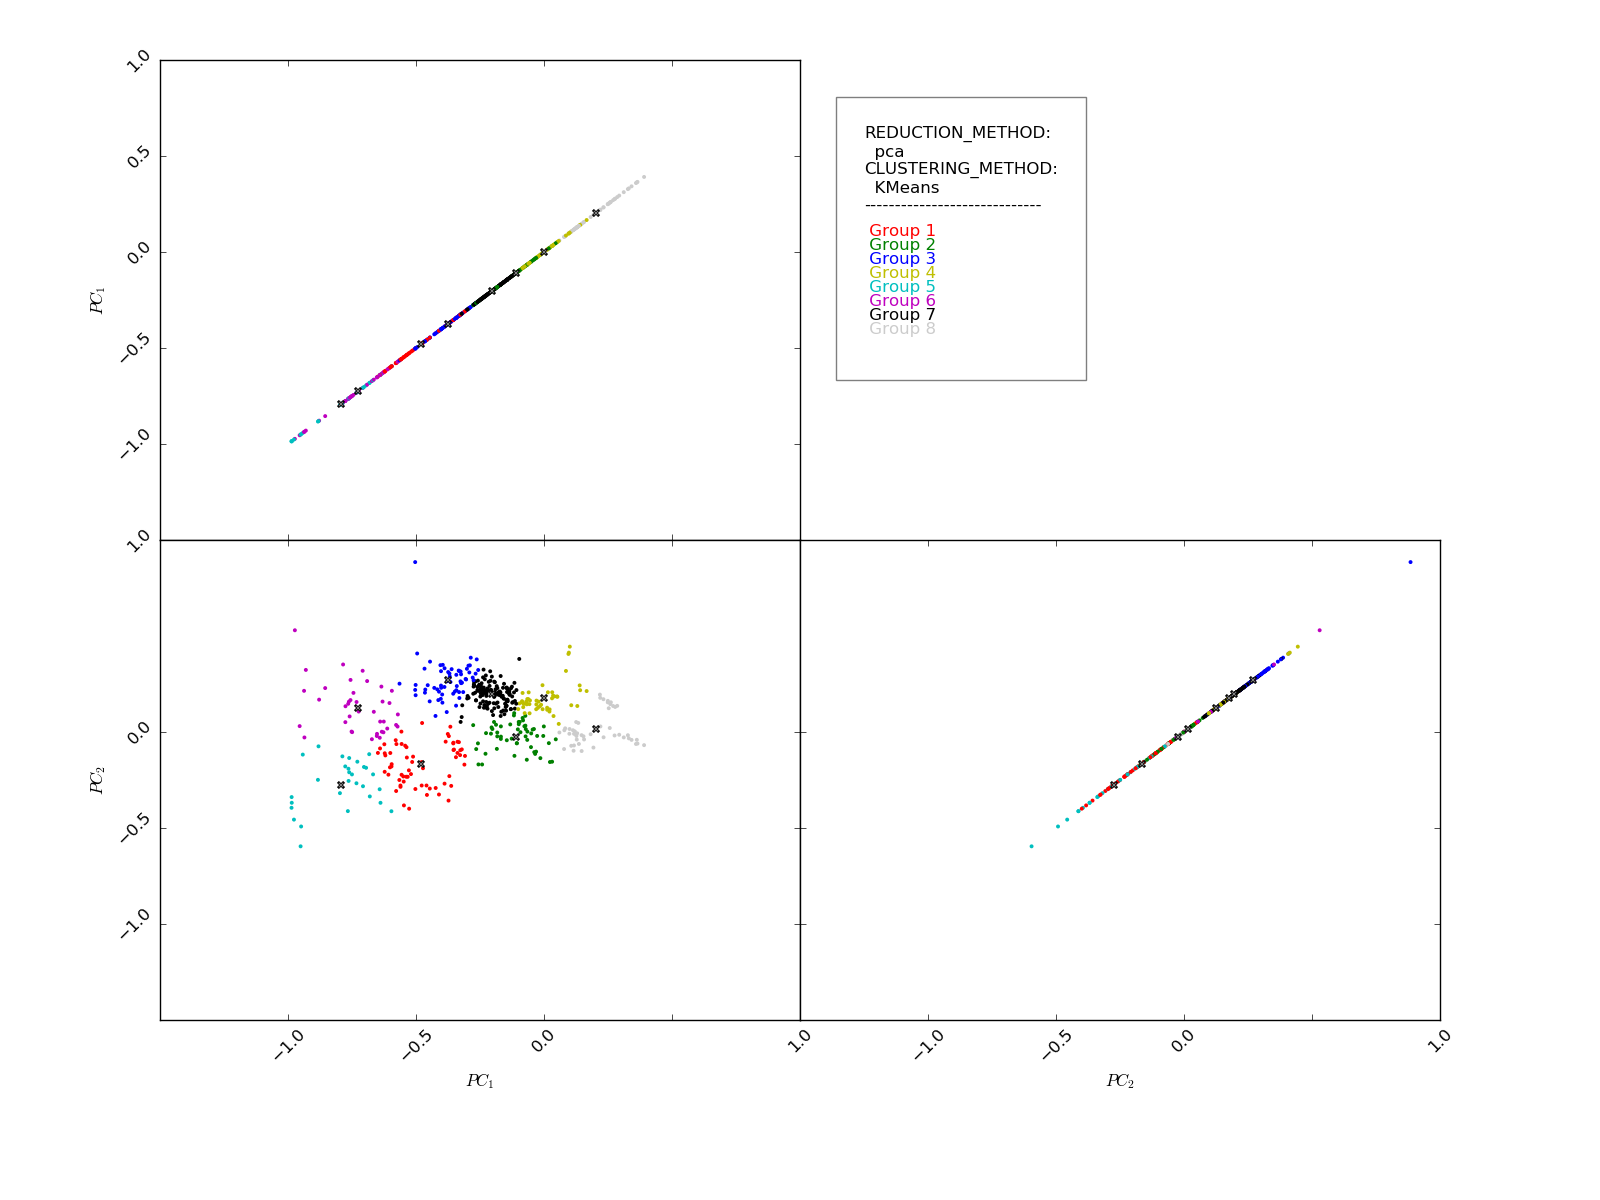 1.0
0.5
0.0
−0.5
−1.0
PC1
REDUCTION_METHOD:
pca
CLUSTERING_METHOD:
KMeans
------------------------------
Group 1
Group 2
Group 3
Group 4
Group 5
Group 6
Group 7
Group 8
1.0
0.0
−0.5
−1.0
PC2
−1.0 −0.5 0.0 1.0 −1.0 −0.5 0.0 1.0
PC1 PC2